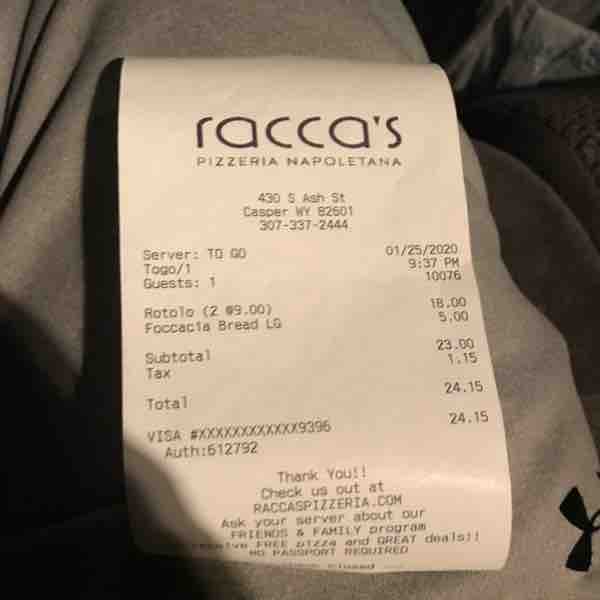 racca's
PIZZERIA NAPOLETANA
430 S Ash St
Casper WY 82601
307-337-2444
Server: TO GO 01/25/2020
Togo/1 9:37 PM
Guests: 1 10076
Rotolo (2 @9.00) 18.00
Foccacia Bread LG 5.00
Subtotal 23.00
Tax 1.15
Total 24.15
VISA #XXXXXXXXXXXX9396 24.15
Auth:612792
Thank You!!
Check us out at
RACCASPIZZERIA.COM
Ask your server about our
FRIENDS & FAMILY program
FREE pizza and GREAT deals!!
NO PASSPORT REQUIRED
Closed